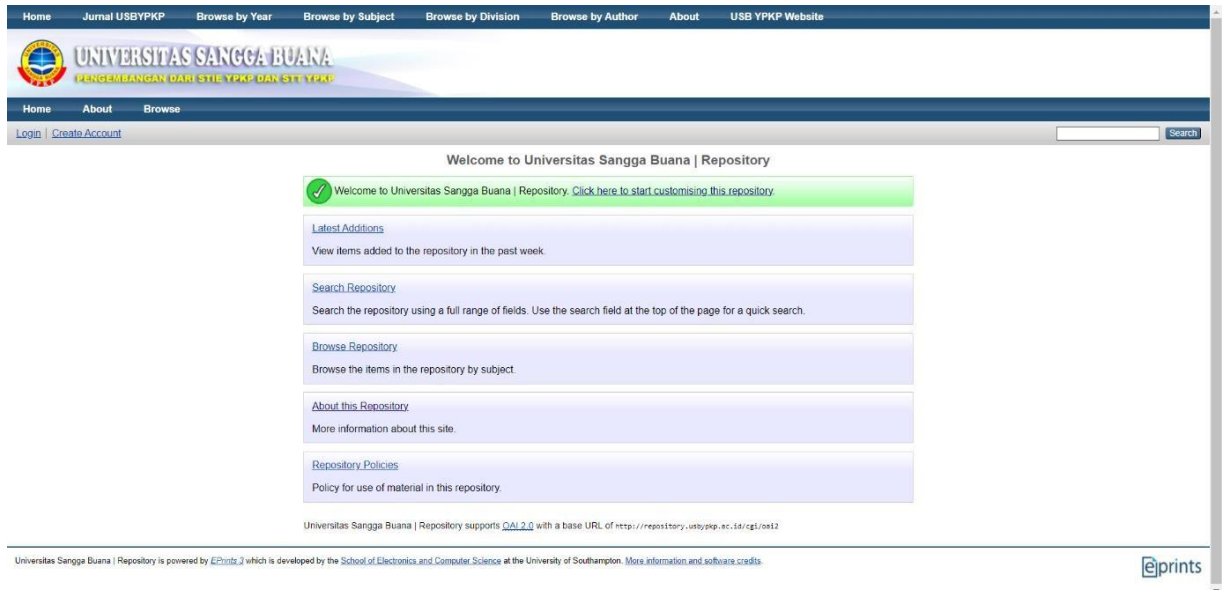 Home Jurnal USBYPKP Browse by Year Browse by Subject Browse by Division Browse by Author About USB YPKP Website
UNIVERSITAS SANGGA BUANA
PENGEMBANGAN DARI STIE YPKP DAN STT YPKP
Home About Browse
Login | Create Account Search
Welcome to Universitas Sangga Buana | Repository
Welcome to Universitas Sangga Buana | Repository. Click here to start customising this repository.
Latest Additions
View items added to the repository in the past week.
Search Repository
Search the repository using a full range of fields. Use the search field at the top of the page for a quick search.
Browse Repository
Browse the items in the repository by subject.
About this Repository
More information about this site.
Repository Policies
Policy for use of material in this repository.
Universitas Sangga Buana | Repository supports OAI 2.0 with a base URL of http://repository.usbypkp.ac.id/cgi/oai2
Universitas Sangga Buana | Repository is powered by EPrints 3 which is developed by the School of Electronics and Computer Science at the University of Southampton. More information and software credits.
eprints